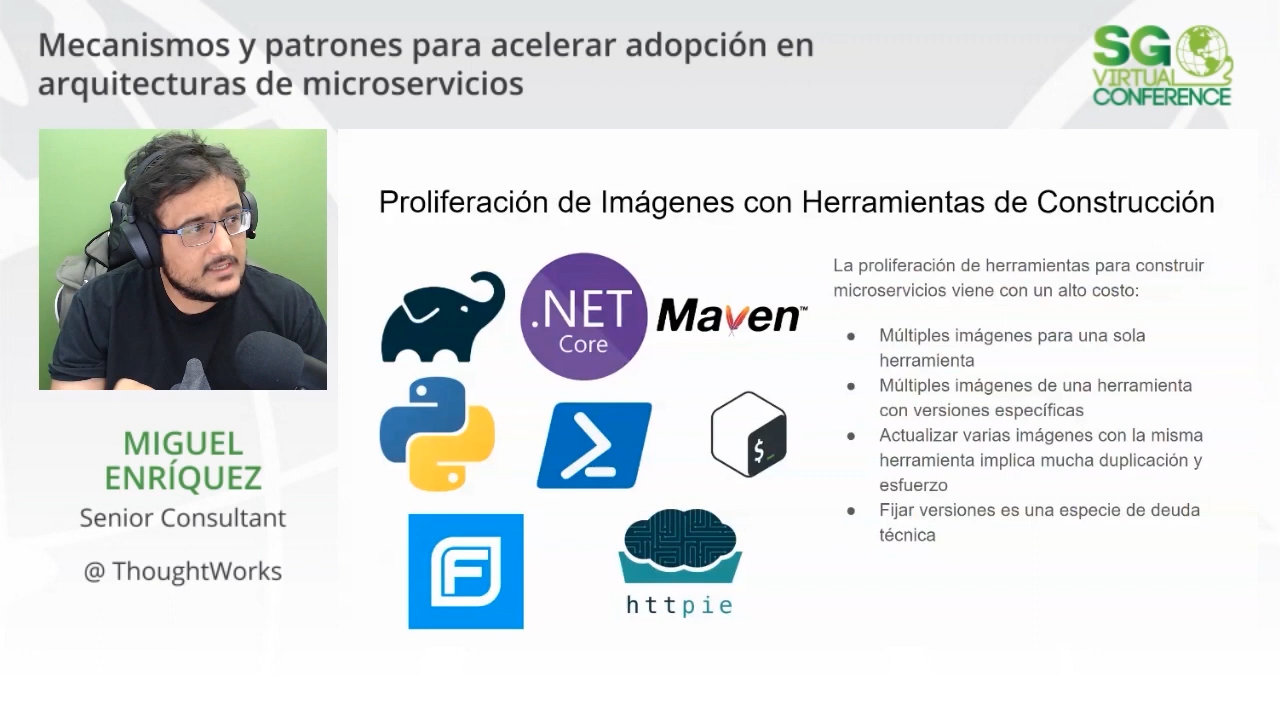 Mecanismos y patrones para acelerar adopción en
arquitecturas de microservicios
SG
VIRTUAL
CONFERENCE
MIGUEL
ENRÍQUEZ
Senior Consultant
@ ThoughtWorks
Proliferación de Imágenes con Herramientas de Construcción
.NET
Core
Maven™
$_
F
httpie
La proliferación de herramientas para construir
microservicios viene con un alto costo:
● Múltiples imágenes para una sola
herramienta
● Múltiples imágenes de una herramienta
con versiones específicas
● Actualizar varias imágenes con la misma
herramienta implica mucha duplicación y
esfuerzo
● Fijar versiones es una especie de deuda
técnica